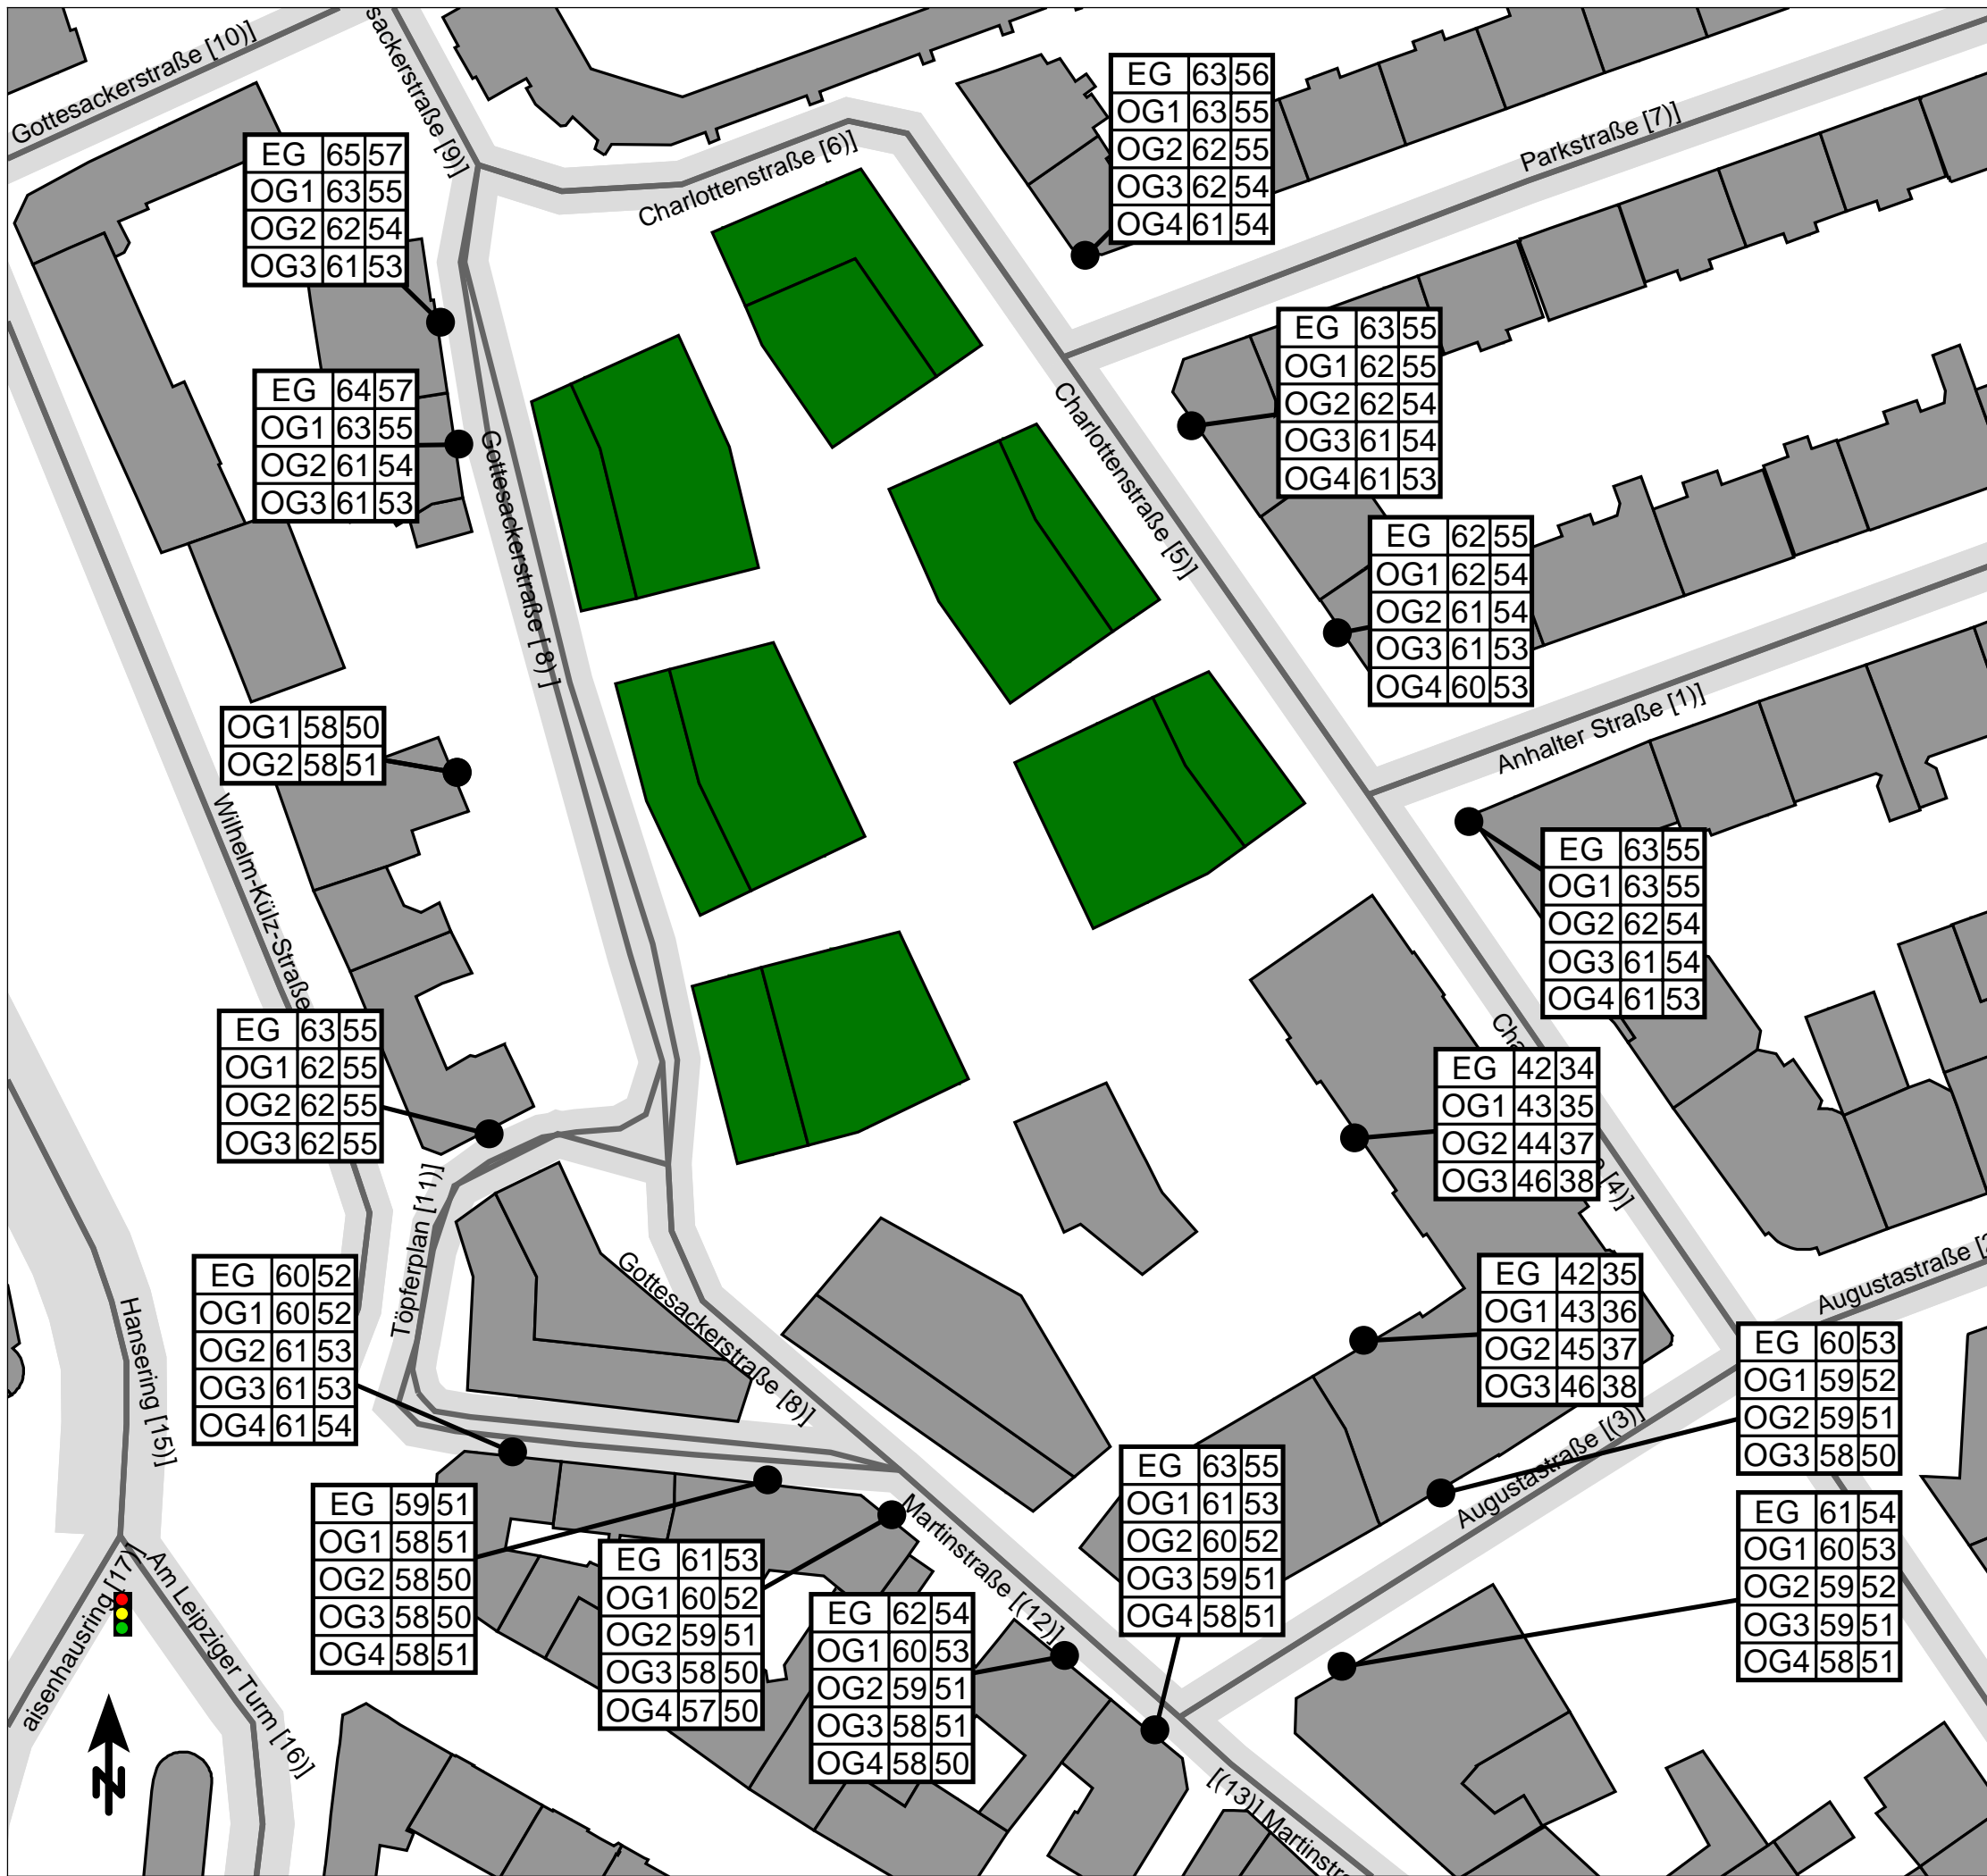 Gottesackerstraße [10)]
sackerstraße [9)]
Charlottenstraße [6)]
Parkstraße [7)]
EG 63 56
OG1 63 55
OG2 62 55
OG3 62 54
OG4 61 54
EG 65 57
OG1 63 55
OG2 62 54
OG3 61 53
EG 64 57
OG1 63 55
OG2 61 54
OG3 61 53
Gottesackerstraße [8) ]
Charlottenstraße [5)]
EG 63 55
OG1 62 55
OG2 62 54
OG3 61 54
OG4 61 53
EG 62 55
OG1 62 54
OG2 61 54
OG3 61 53
OG4 60 53
Anhalter Straße [1)]
OG1 58 50
OG2 58 51
Wilhelm-Külz-Straße
EG 63 55
OG1 63 55
OG2 62 54
OG3 61 54
OG4 61 53
EG 63 55
OG1 62 55
OG2 62 55
OG3 62 55
Cha
[4)]
EG 42 34
OG1 43 35
OG2 44 37
OG3 46 38
Töpferplan [11)]
Gottesackerstraße [8)]
EG 60 52
OG1 60 52
OG2 61 53
OG3 61 53
OG4 61 54
Hansering [15)]
EG 42 35
OG1 43 36
OG2 45 37
OG3 46 38
Augustastraße [2
EG 60 53
OG1 59 52
OG2 59 51
OG3 58 50
Augustastraße [(3)]
EG 63 55
OG1 61 53
OG2 60 52
OG3 59 51
OG4 58 51
EG 59 51
OG1 58 51
OG2 58 50
OG3 58 50
OG4 58 51
EG 61 53
OG1 60 52
OG2 59 51
OG3 58 50
OG4 57 50
Martinstraße [(12)]
EG 62 54
OG1 60 53
OG2 59 51
OG3 58 51
OG4 58 50
EG 61 54
OG1 60 53
OG2 59 52
OG3 59 51
OG4 58 51
aisenhausring [17)
Am Leipziger Turm [16)]
[(13)] Martinstr
N